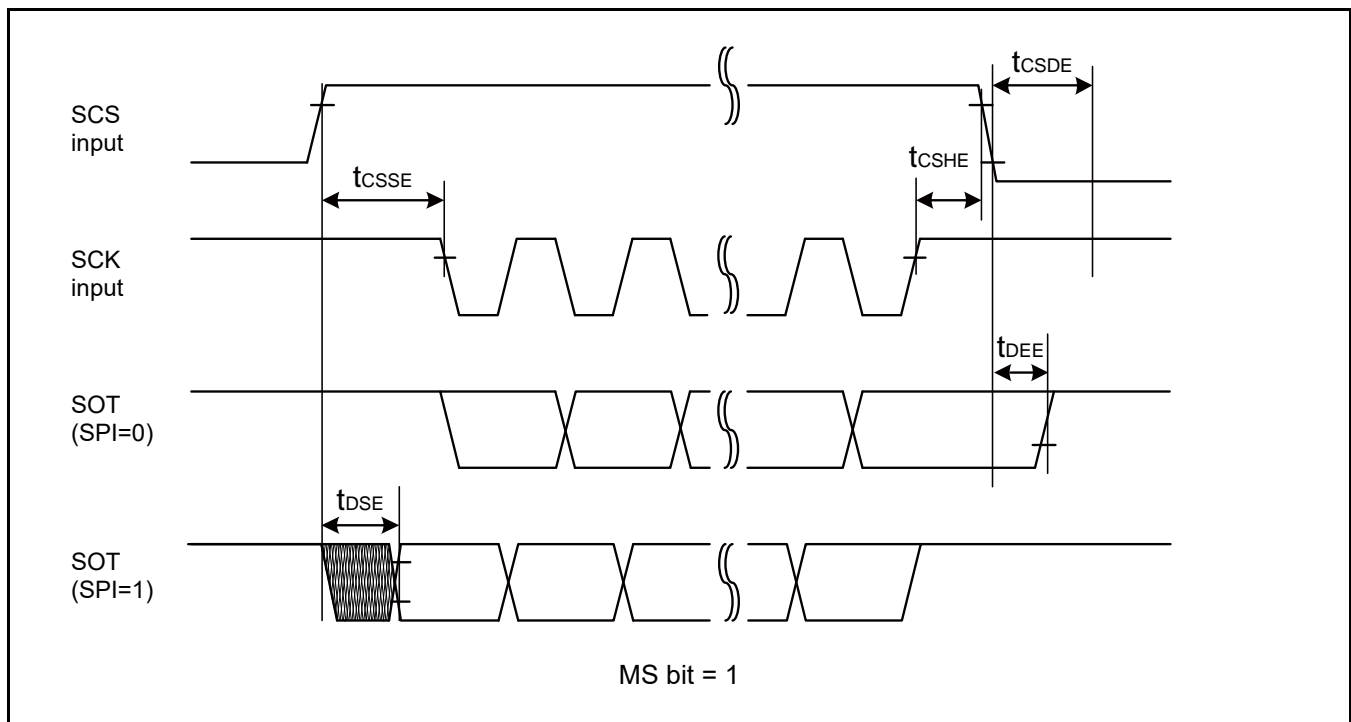 tCSDE
SCS
input
tCSHE
tCSSE
SCK
input
tDEE
SOT
(SPI=0)
tDSE
SOT
(SPI=1)
MS bit = 1